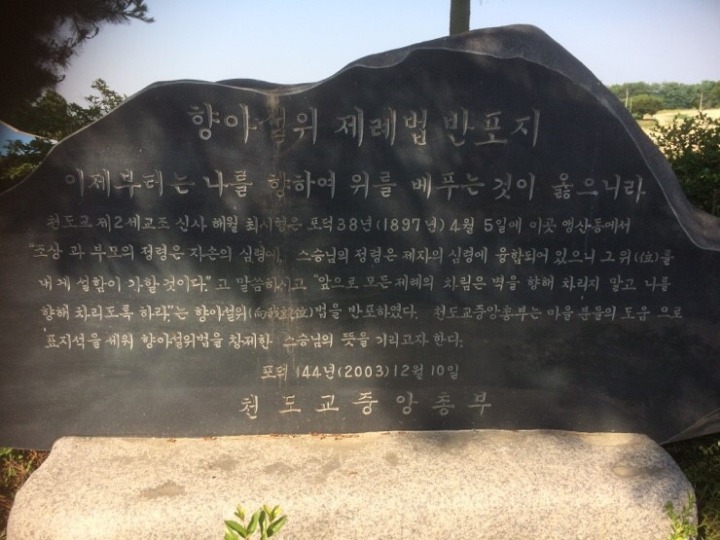 향아설위 제례법 반포지
이제부터는 나를 향하여 위를 베푸는 것이 옳으니라
천도교 제2세교조 신사 해월 최시형은 포덕38년(1897년) 4월 5일에 이곳 앵산동에서
"조상과 부모의 정령은 자손의 심령에, 스승님의 정령은 제자의 심령에 융합되어 있으니 그 위(位)를
내게 설함이 가할 것이다."고 말씀하시고 "앞으로 모든 제례의 차림은 벽을 향해 차리지 말고 나를
향해 차리도록 하라"는 향아설위(向我設位)법을 반포하였다. 천도교중앙총부는 마을 분들의 도움 으로
표지석을 세워 향아설위법을 창제한 스승님의 뜻을 기리고자 한다.
포덕 144년(2003) 12월 10일
천도교중앙총부